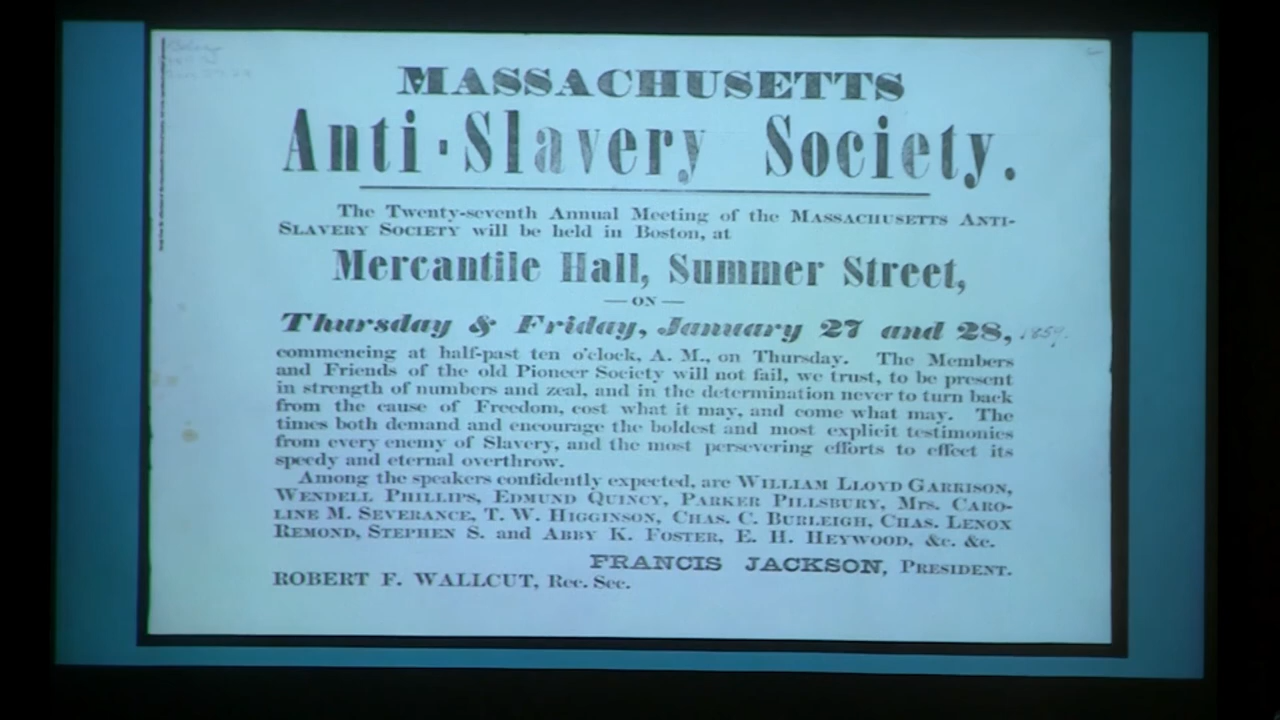 MASSACHUSETTS
Anti-Slavery Society.
The Twenty-seventh Annual Meeting of the MASSACHUSETTS ANTI-
SLAVERY SOCIETY will be held in Boston, at
Mercantile Hall, Summer Street,
— ON —
Thursday & Friday, January 27 and 28, 1859.
commencing at half-past ten o'clock, A. M., on Thursday. The Members
and Friends of the old Pioneer Society will not fail, we trust, to be present
in strength of numbers and zeal, and in the determination never to turn back
from the cause of Freedom, cost what it may, and come what may. The
times both demand and encourage the boldest and most explicit testimonies
from every enemy of Slavery, and the most persevering efforts to effect its
speedy and eternal overthrow.
Among the speakers confidently expected, are WILLIAM LLOYD GARRISON,
WENDELL PHILLIPS, EDMUND QUINCY, PARKER PILLSBURY, Mrs. CARO-
LINE M. SEVERANCE, T. W. HIGGINSON, CHAS. C. BURLEIGH, CHAS. LENOX
REMOND, STEPHEN S. and ABBY K. FOSTER, E. H. HEYWOOD, &c. &c.
FRANCIS JACKSON, PRESIDENT.
ROBERT F. WALLCUT, Rec. Sec.